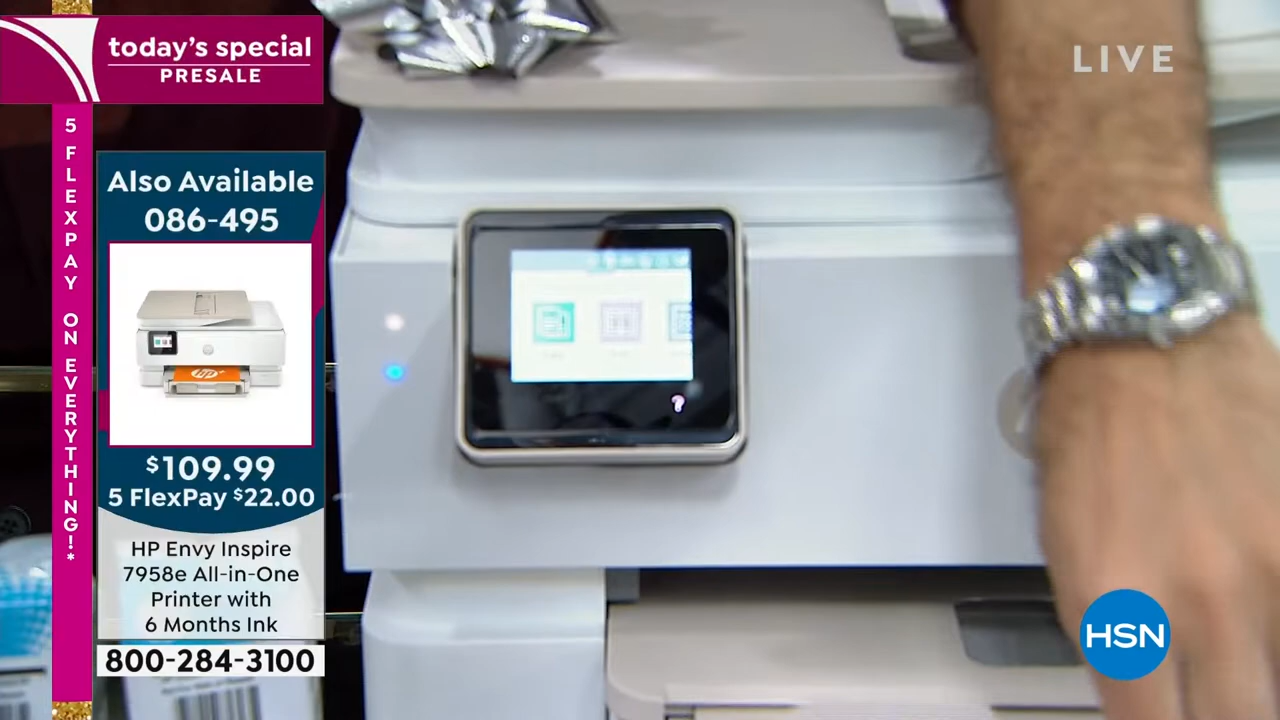 today's special
PRESALE
LIVE
5 FLEXPAY ON EVERYTHING!*
Also Available
086-495
hp
$109.99
5 FlexPay $22.00
HP Envy Inspire
7958e All-in-One
Printer with
6 Months Ink
800-284-3100
?
HSN